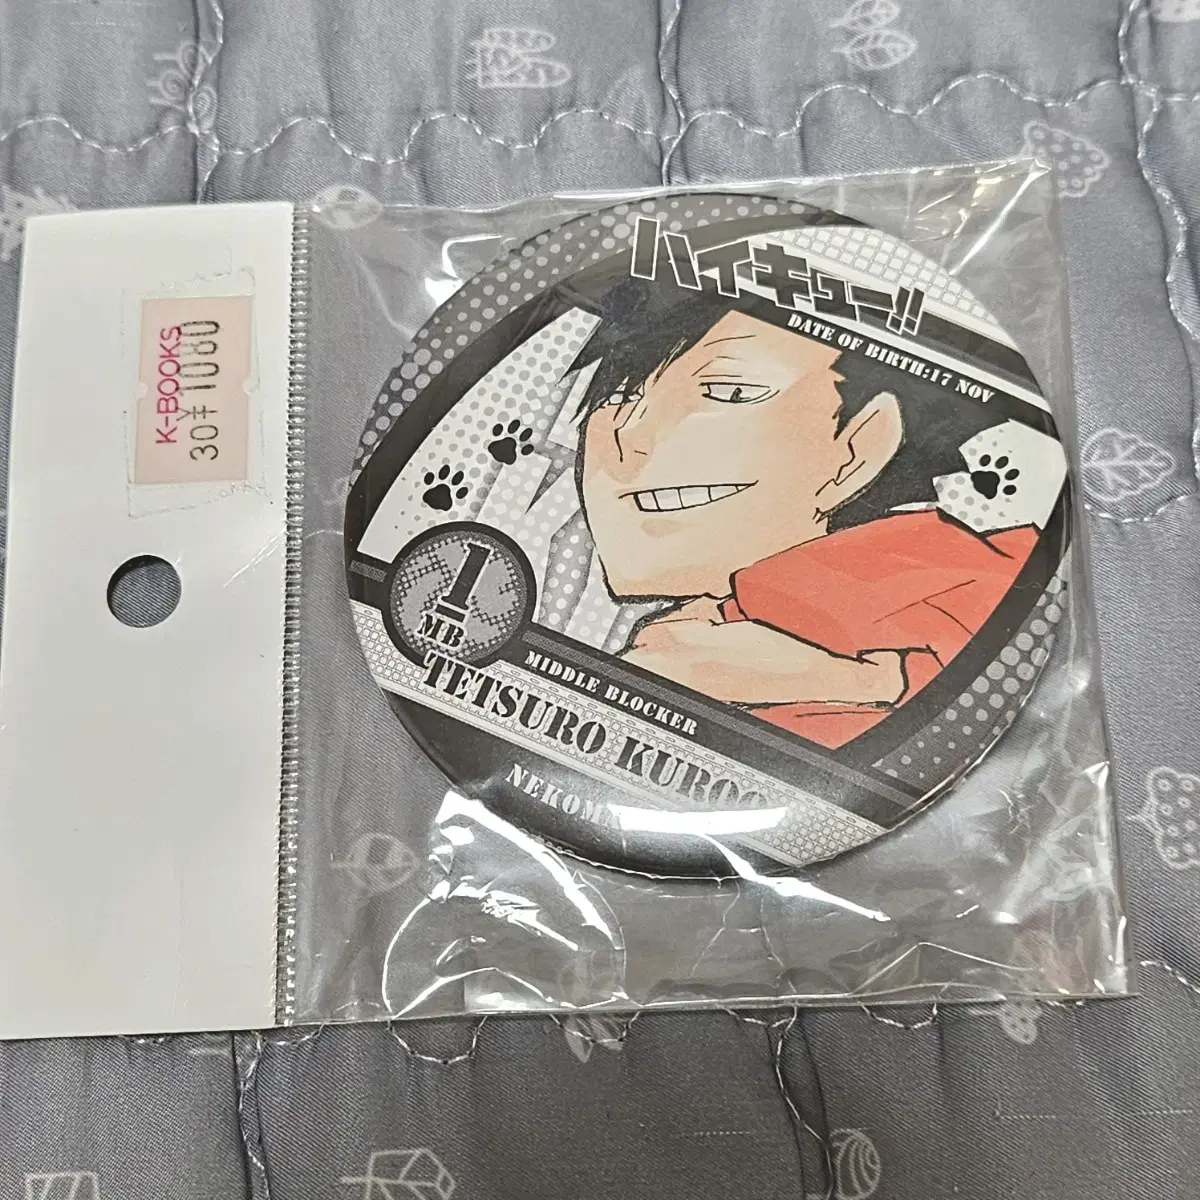 K-BOOKS
30¥ 1080
ハイキュー!!
DATE OF BIRTH:17 NOV
1
MB
MIDDLE BLOCKER
TETSURO KUROO
NEKOMA